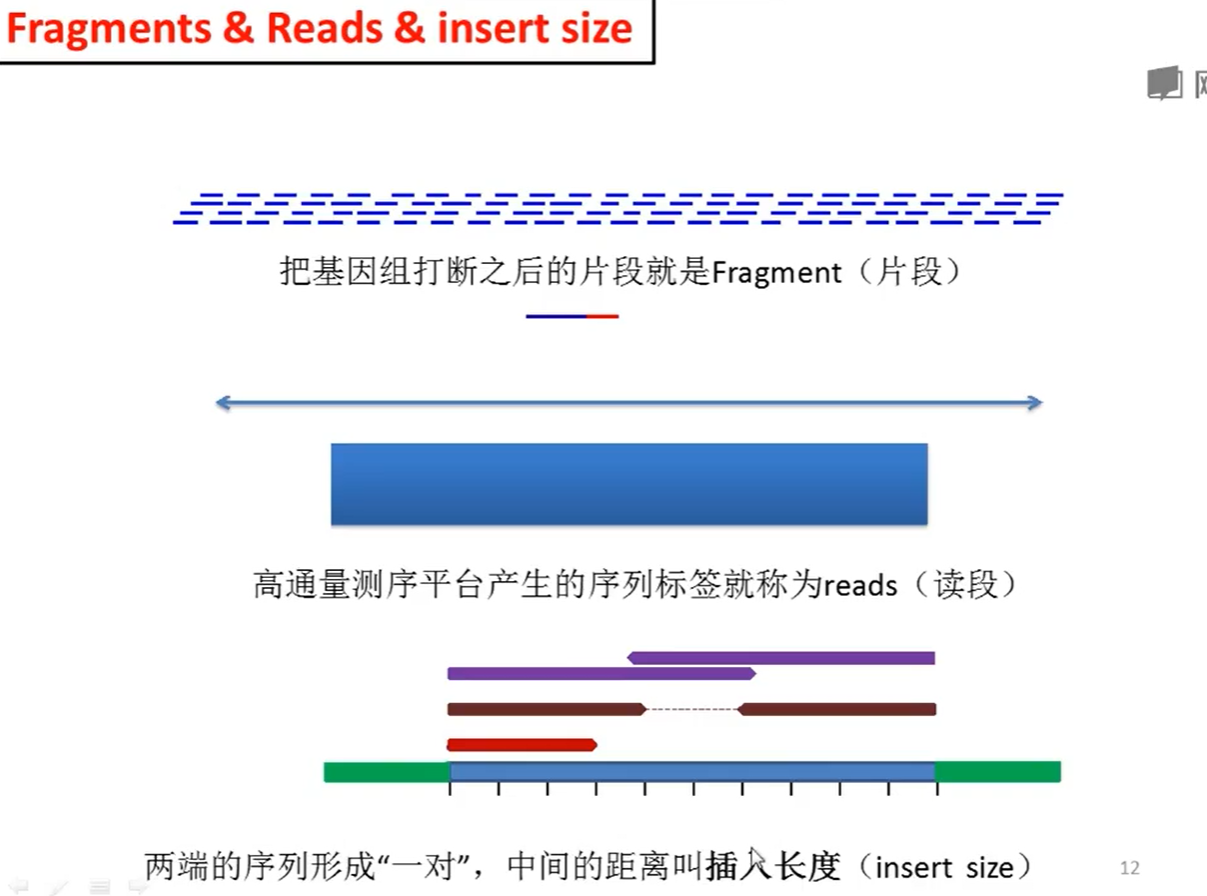 Fragments & Reads & insert size
把基因组打断之后的片段就是Fragment（片段）
高通量测序平台产生的序列标签就称为reads（读段）
两端的序列形成“一对”，中间的距离叫插入长度（insert size）
12